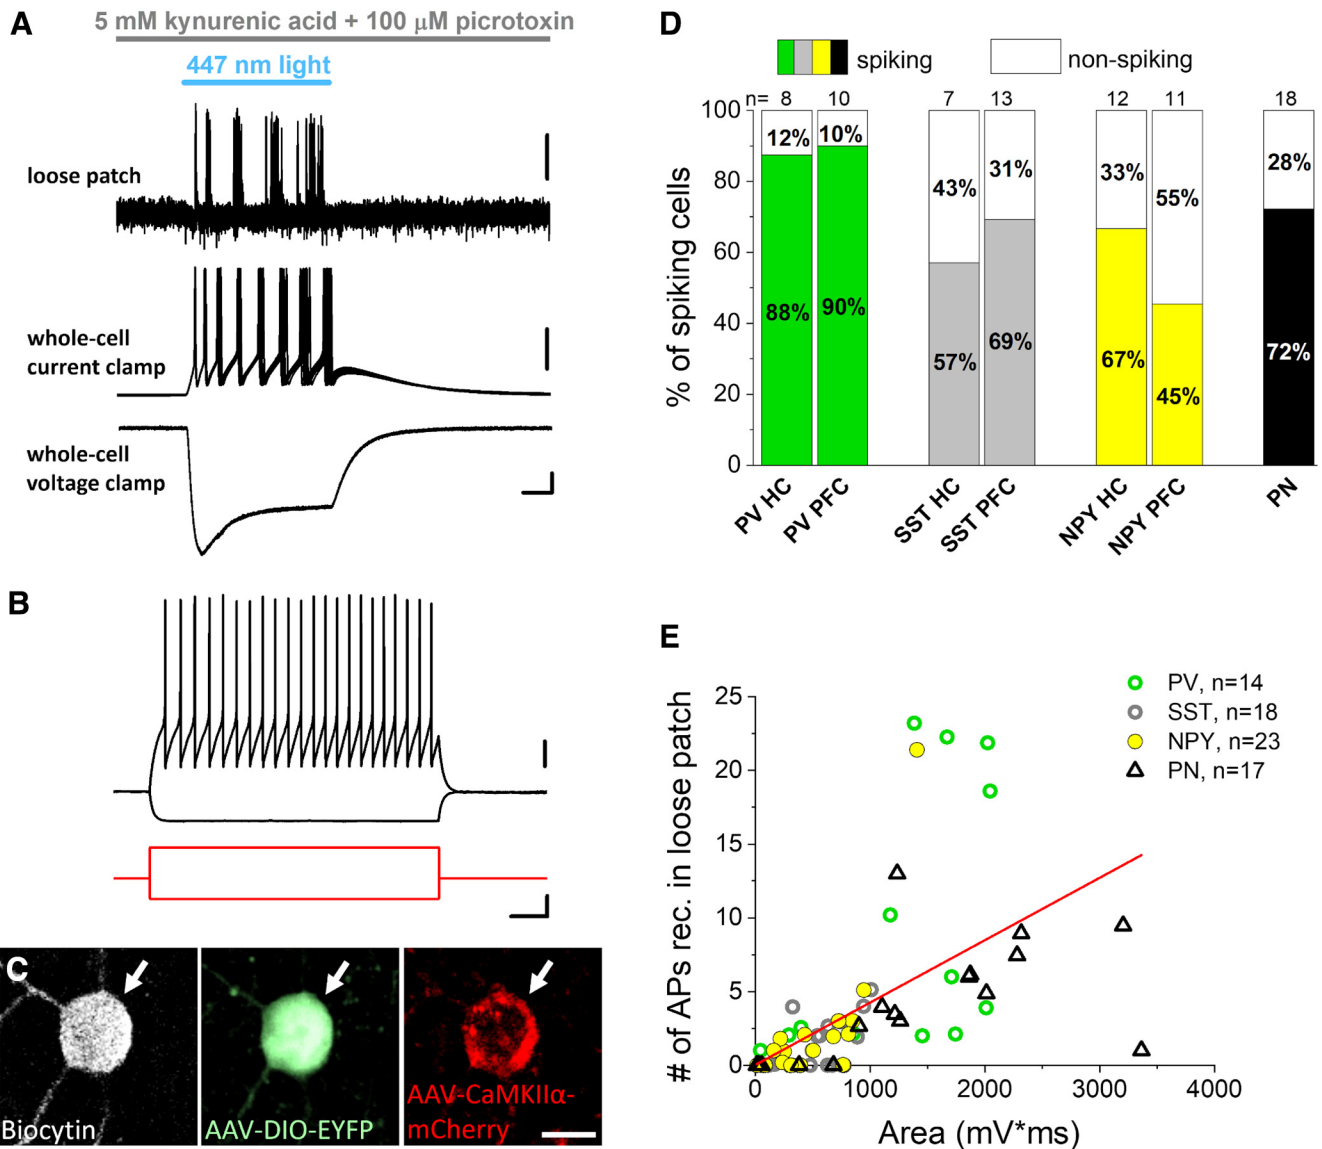 A
5 mM kynurenic acid + 100 μM picrotoxin
447 nm light
loose patch
whole-cell
current clamp
whole-cell
voltage clamp
B
C
Biocytin
AAV-DIO-EYFP
AAV-CaMKIIα-
mCherry
D
spiking
non-spiking
n= 8 10 7 13 12 11 18
% of spiking cells
100
80
60
40
20
0
12% 10% 43% 31% 33% 55% 28%
88% 90% 57% 69% 67% 45% 72%
PV HC
PV PFC
SST HC
SST PFC
NPY HC
NPY PFC
PN
E
PV, n=14
SST, n=18
NPY, n=23
PN, n=17
# of APs rec. in loose patch
25
20
15
10
5
0
0 1000 2000 3000 4000
Area (mV*ms)